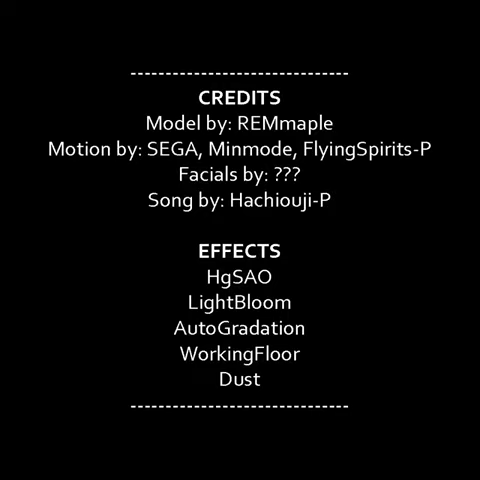 -------------------------------
CREDITS
Model by: REMmaple
Motion by: SEGA, Minmode, FlyingSpirits-P
Facials by: ???
Song by: Hachiouji-P
EFFECTS
HgSAO
LightBloom
AutoGradation
WorkingFloor
Dust
-------------------------------